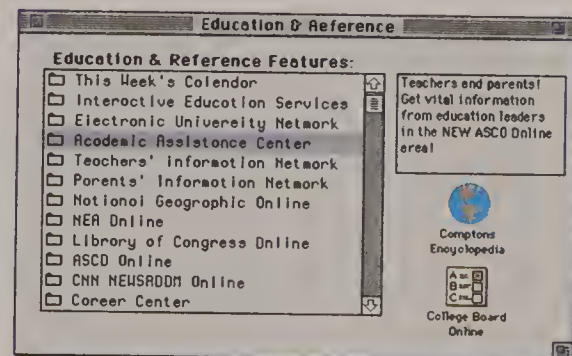 Education & Reference
Education & Reference Features:
This Week's Calendar
Interactive Education Services
Electronic University Network
Academic Assistance Center
Teachers' Information Network
Parents' Information Network
National Geographic Online
NEA Online
Library of Congress Online
ASCD Online
CNN NEWSROOM Online
Career Center
Teachers and parents!
Get vital information
from education leaders
in the NEW ASCD Online
area!
Comptons
Encyclopedia
A
B
C
College Board
Online